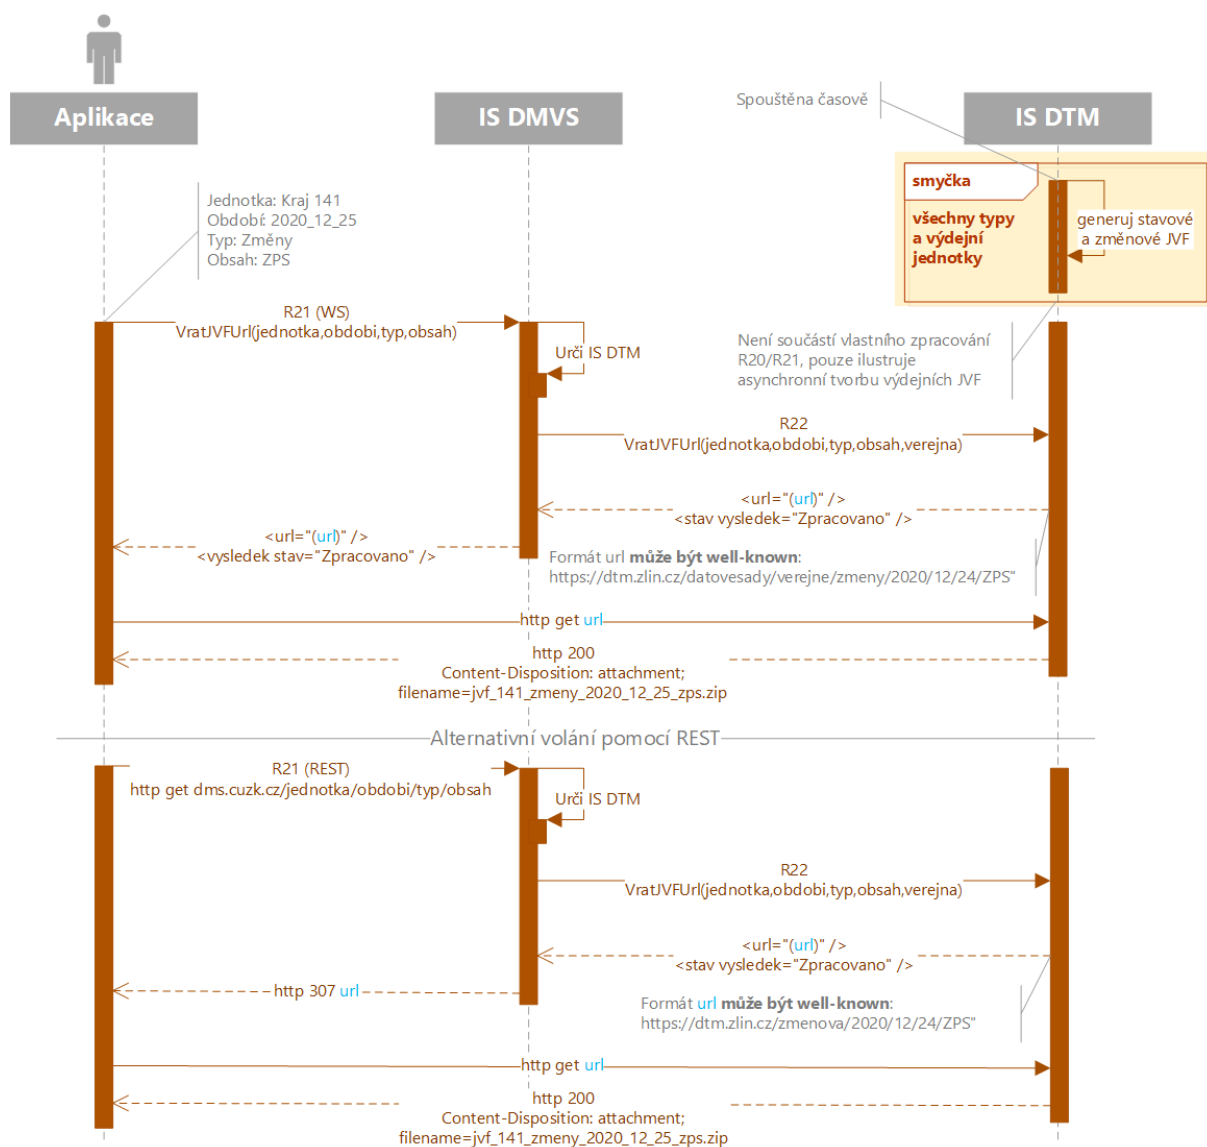 Aplikace
IS DMVS
Spouštěna časově
IS DTM
smyčka
všechny typy
a výdejní
jednotky
generuj stavové
a změnové JVF
Jednotka: Kraj 141
Období: 2020_12_25
Typ: Změny
Obsah: ZPS
R21 (WS)
VratJVFUrl(jednotka,obdobi,typ,obsah)
Urči IS DTM
Není součástí vlastního zpracování
R20/R21, pouze ilustruje
asynchronní tvorbu výdejních JVF
R22
VratJVFUrl(jednotka,obdobi,typ,obsah,verejna)
<url="(url)" />
<stav vysledek="Zpracovano" />
<url="(url)" />
<vysledek stav="Zpracovano" />
Formát url může být well-known:
https://dtm.zlin.cz/datovesady/verejne/zmeny/2020/12/24/ZPS"
http get url
http 200
Content-Disposition: attachment;
filename=jvf_141_zmeny_2020_12_25_zps.zip
Alternativní volání pomocí REST
R21 (REST)
http get dms.cuzk.cz/jednotka/obdobi/typ/obsah
Urči IS DTM
R22
VratJVFUrl(jednotka,obdobi,typ,obsah,verejna)
<url="(url)" />
<stav vysledek="Zpracovano" />
http 307 url
Formát url může být well-known:
https://dtm.zlin.cz/zmenova/2020/12/24/ZPS"
http get url
http 200
Content-Disposition: attachment;
filename=jvf_141_zmeny_2020_12_25_zps.zip